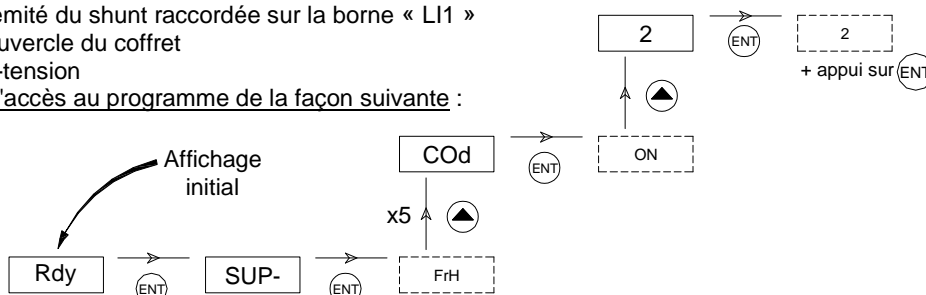 émité du shunt raccordée sur la borne « LI1 »
uvercle du coffret
-tension
'accès au programme de la façon suivante :
2
ENT
2
+ appui sur ENT
COd
ENT
ON
Affichage
initial
x5
Rdy
ENT
SUP-
ENT
FrH